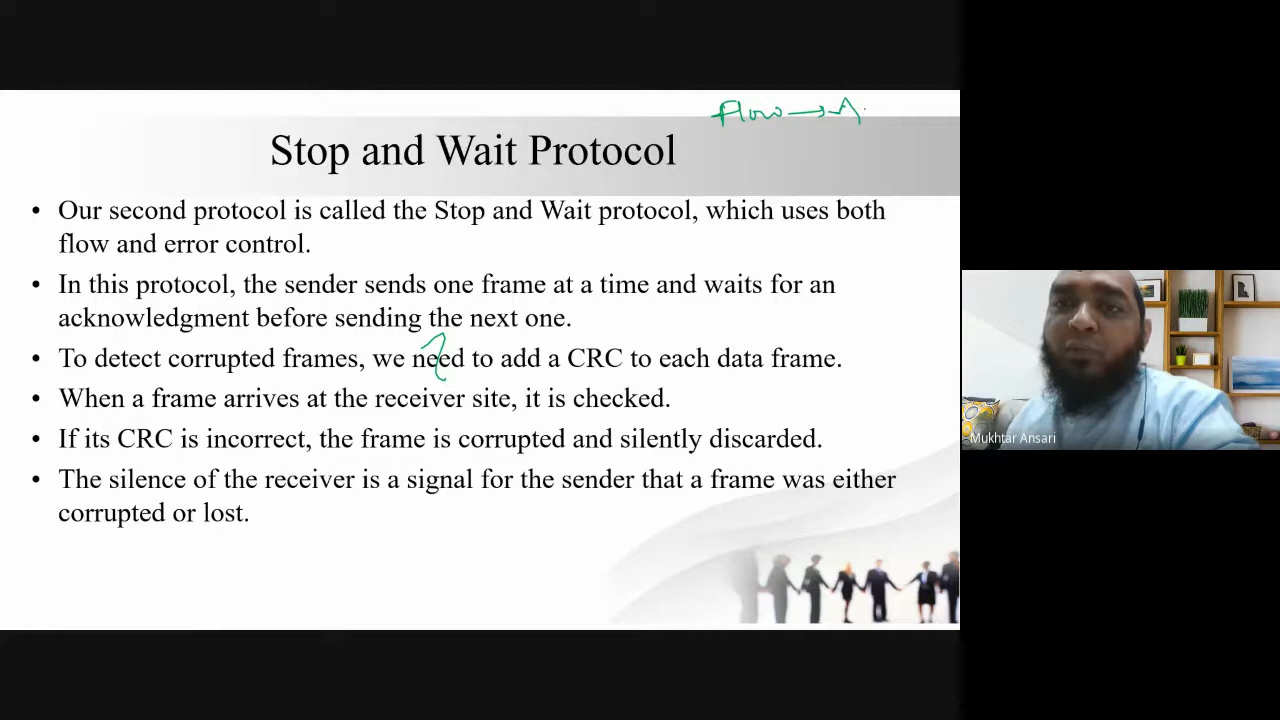 Flow → A
Stop and Wait Protocol
• Our second protocol is called the Stop and Wait protocol, which uses both
flow and error control.
• In this protocol, the sender sends one frame at a time and waits for an
acknowledgment before sending the next one.
• To detect corrupted frames, we need to add a CRC to each data frame.
• When a frame arrives at the receiver site, it is checked.
• If its CRC is incorrect, the frame is corrupted and silently discarded.
• The silence of the receiver is a signal for the sender that a frame was either
corrupted or lost.
Mukhtar Ansari